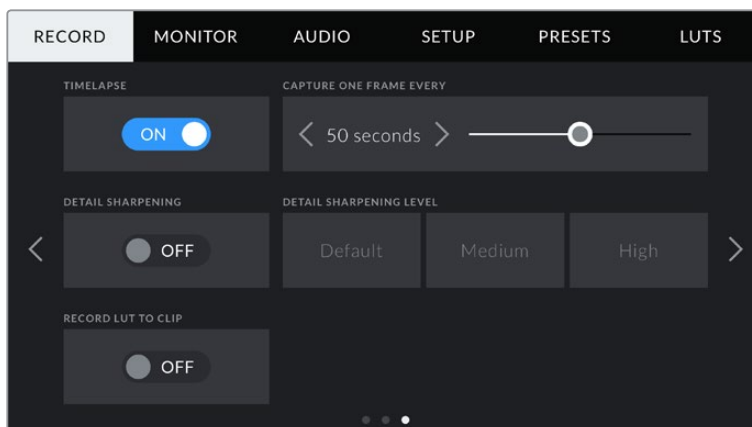 RECORD MONITOR AUDIO SETUP PRESETS LUTS
TIMELAPSE CAPTURE ONE FRAME EVERY
ON 50 seconds
DETAIL SHARPENING DETAIL SHARPENING LEVEL
OFF Default Medium High
RECORD LUT TO CLIP
OFF